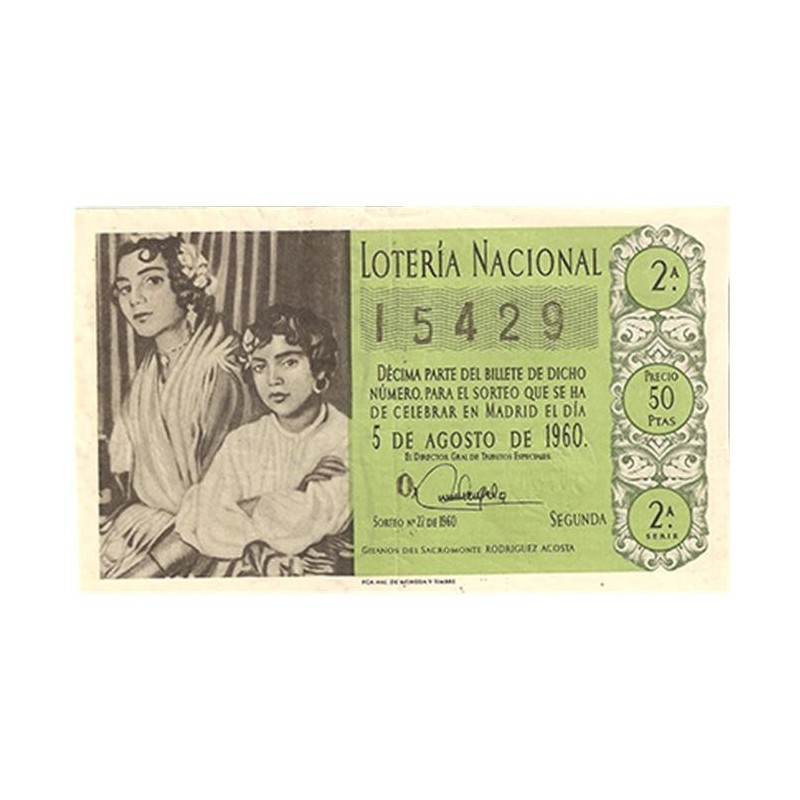 LOTERÍA NACIONAL
15429
DÉCIMA PARTE DEL BILLETE DE DICHO
NÚMERO, PARA EL SORTEO QUE SE HA
DE CELEBRAR EN MADRID EL DÍA
5 DE AGOSTO DE 1960.
EL DIRECTOR GRAL DE TRIBUTOS ESPECIALES
SORTEO Nº 22 DE 1960
SEGUNDA
GITANOS DEL SACROMONTE RODRIGUEZ ACOSTA
2.ª
PRECIO
50
PTAS
2.ª
SERIE
FCA NAL DE MONEDA Y TIMBRE